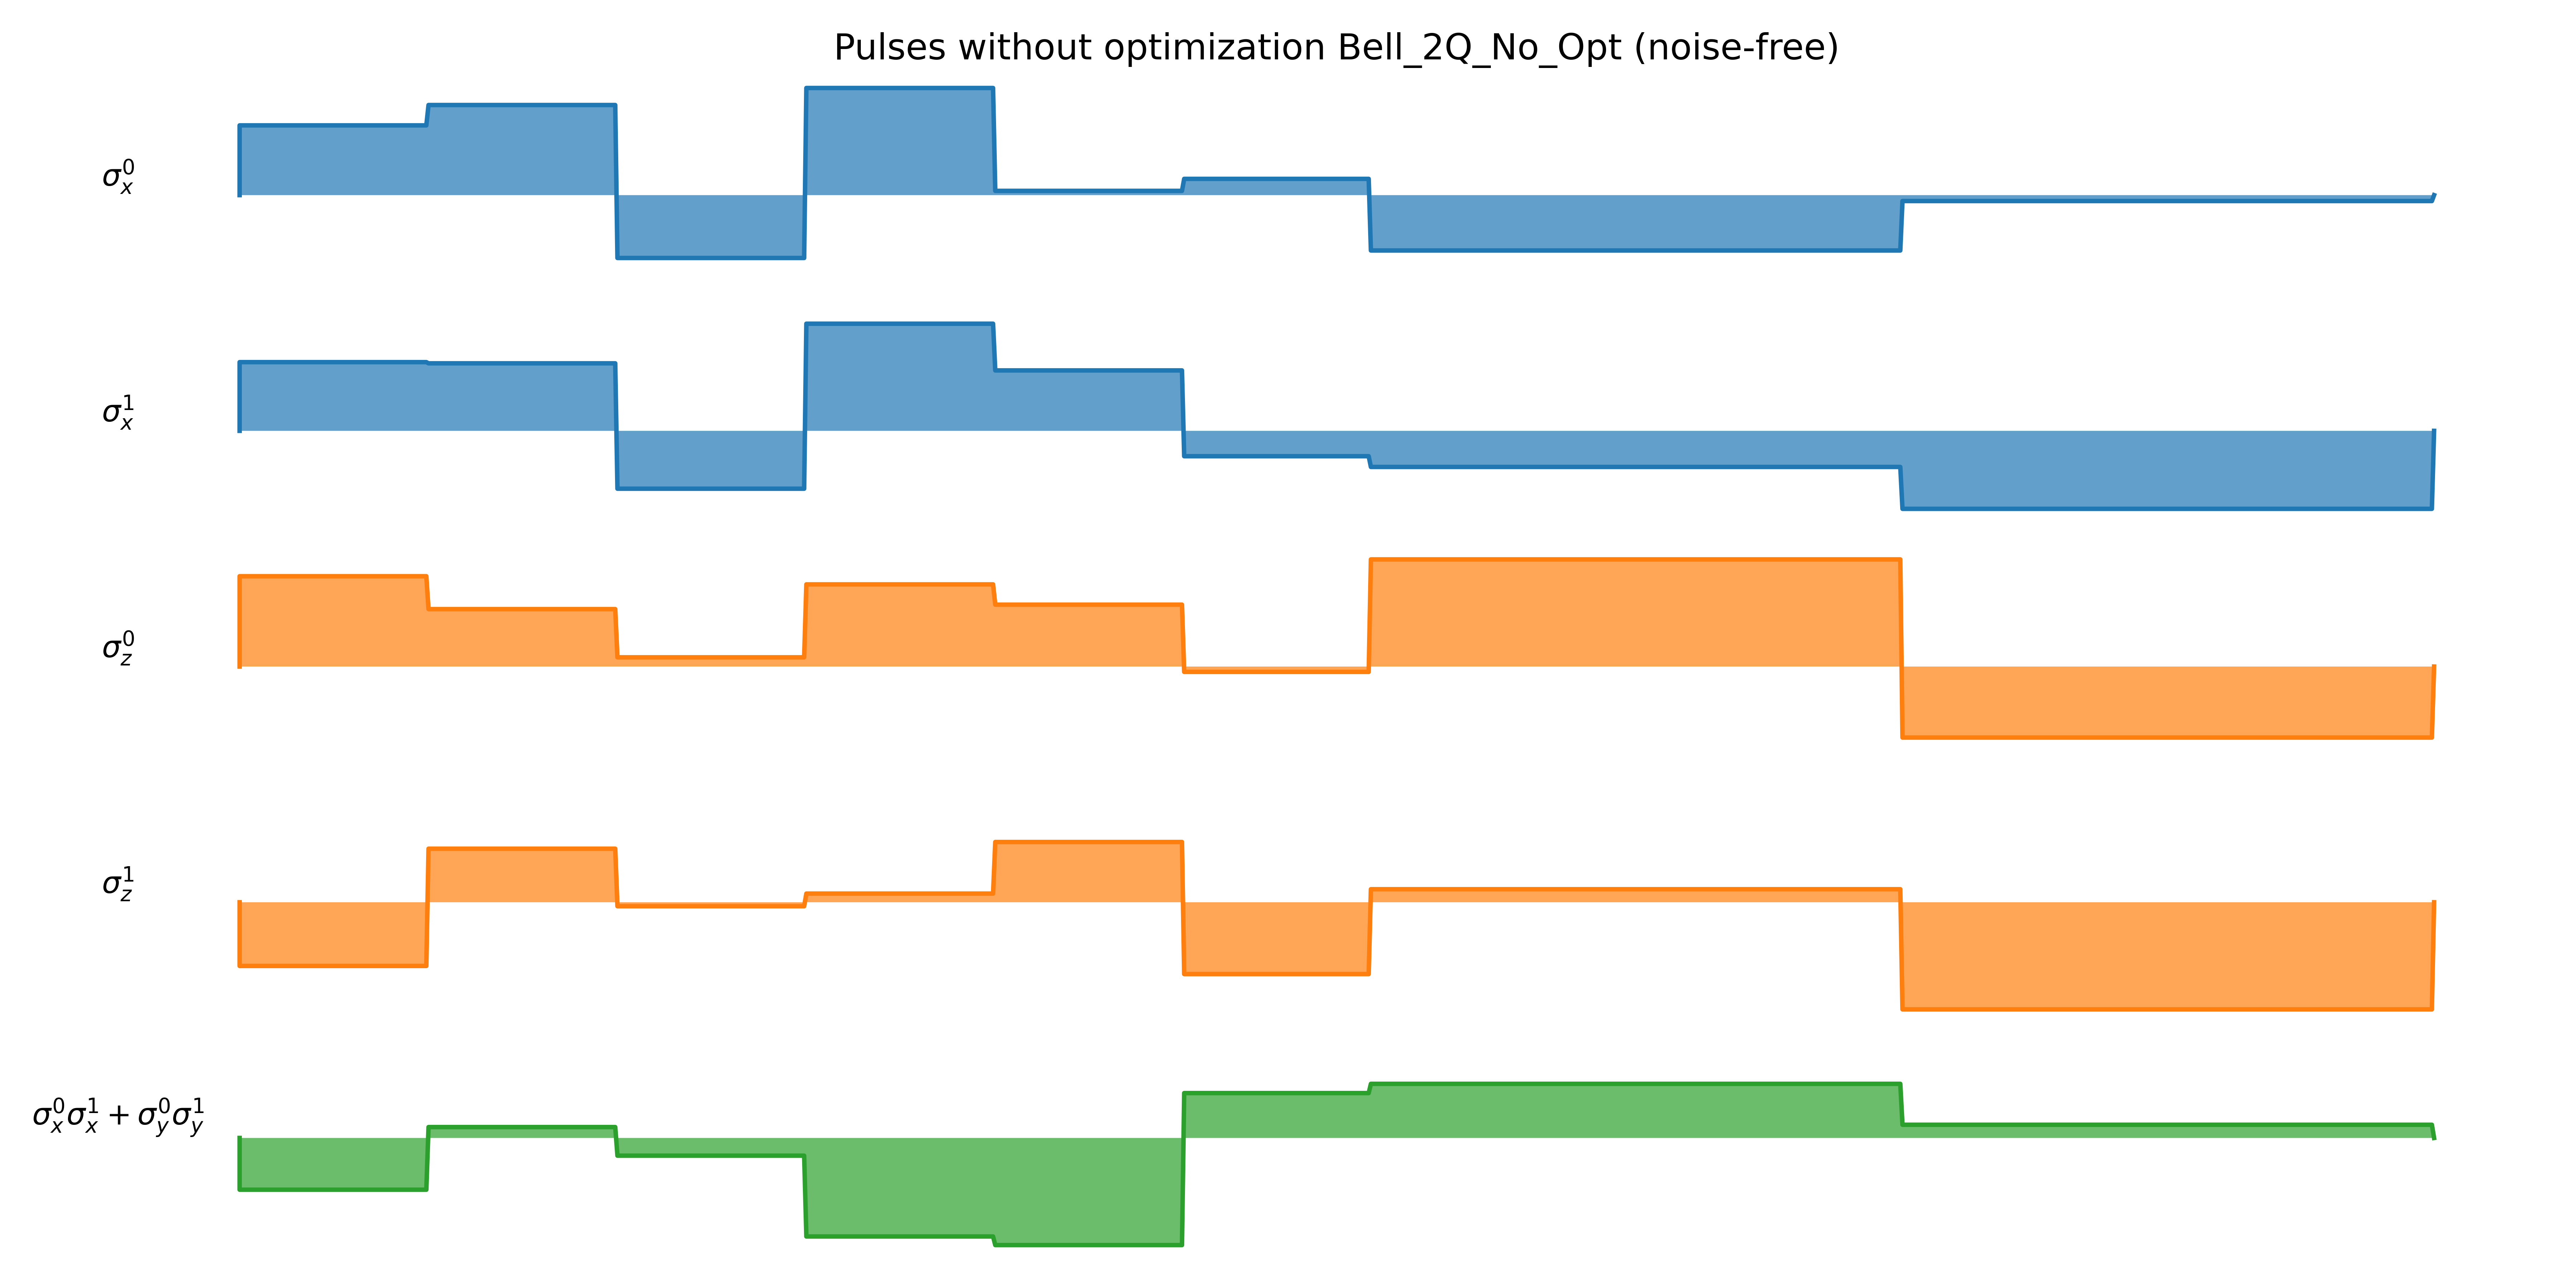 Pulses without optimization Bell_2Q_No_Opt (noise-free)
σ_x^0
σ_x^1
σ_z^0
σ_z^1
σ_x^0σ_x^1 + σ_y^0σ_y^1